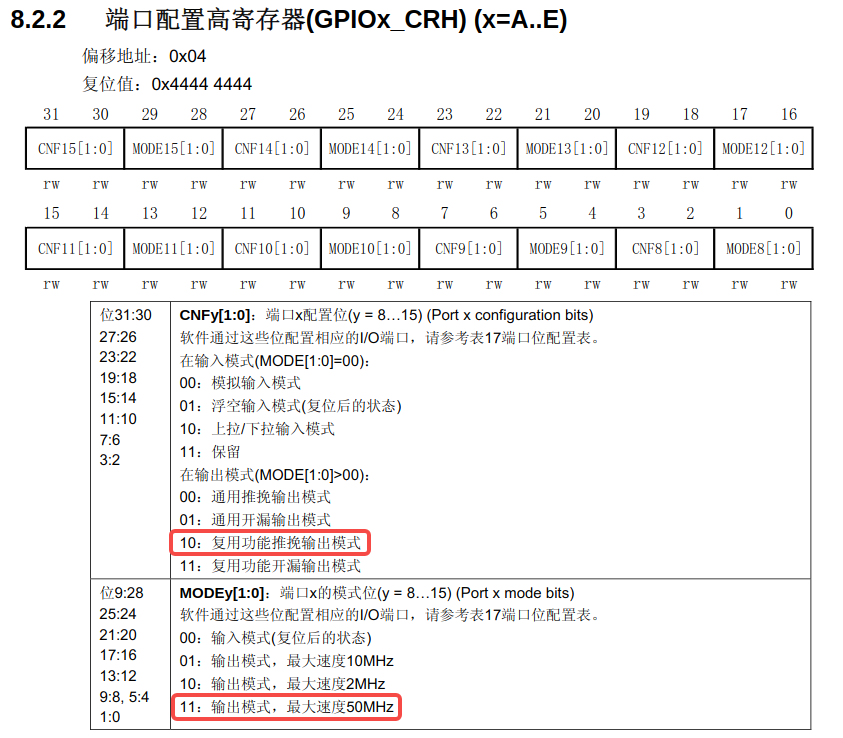 8.2.2 端口配置高寄存器(GPIOx_CRH) (x=A..E)
偏移地址：0x04
复位值：0x4444 4444
31 30 29 28 27 26 25 24 23 22 21 20 19 18 17 16
CNF15[1:0] MODE15[1:0] CNF14[1:0] MODE14[1:0] CNF13[1:0] MODE13[1:0] CNF12[1:0] MODE12[1:0]
rw rw rw rw rw rw rw rw rw rw rw rw rw rw rw rw
15 14 13 12 11 10 9 8 7 6 5 4 3 2 1 0
CNF11[1:0] MODE11[1:0] CNF10[1:0] MODE10[1:0] CNF9[1:0] MODE9[1:0] CNF8[1:0] MODE8[1:0]
rw rw rw rw rw rw rw rw rw rw rw rw rw rw rw rw
位31:30
27:26
23:22
19:18
15:14
11:10
7:6
3:2
CNFy[1:0]：端口x配置位(y = 8…15) (Port x configuration bits)
软件通过这些位配置相应的I/O端口，请参考表17端口位配置表。
在输入模式(MODE[1:0]=00)：
00：模拟输入模式
01：浮空输入模式(复位后的状态)
10：上拉/下拉输入模式
11：保留
在输出模式(MODE[1:0]>00)：
00：通用推挽输出模式
01：通用开漏输出模式
10：复用功能推挽输出模式
11：复用功能开漏输出模式
位9:28
25:24
21:20
17:16
13:12
9:8, 5:4
1:0
MODEy[1:0]：端口x的模式位(y = 8…15) (Port x mode bits)
软件通过这些位配置相应的I/O端口，请参考表17端口位配置表。
00：输入模式(复位后的状态)
01：输出模式，最大速度10MHz
10：输出模式，最大速度2MHz
11：输出模式，最大速度50MHz